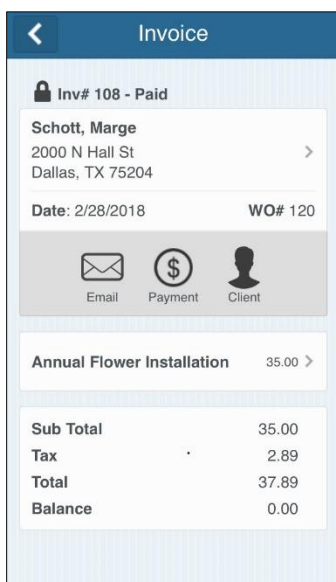 Invoice
Inv# 108 - Paid
Schott, Marge
2000 N Hall St
Dallas, TX 75204
Date: 2/28/2018 WO# 120
Email Payment Client
Annual Flower Installation 35.00
Sub Total 35.00
Tax 2.89
Total 37.89
Balance 0.00